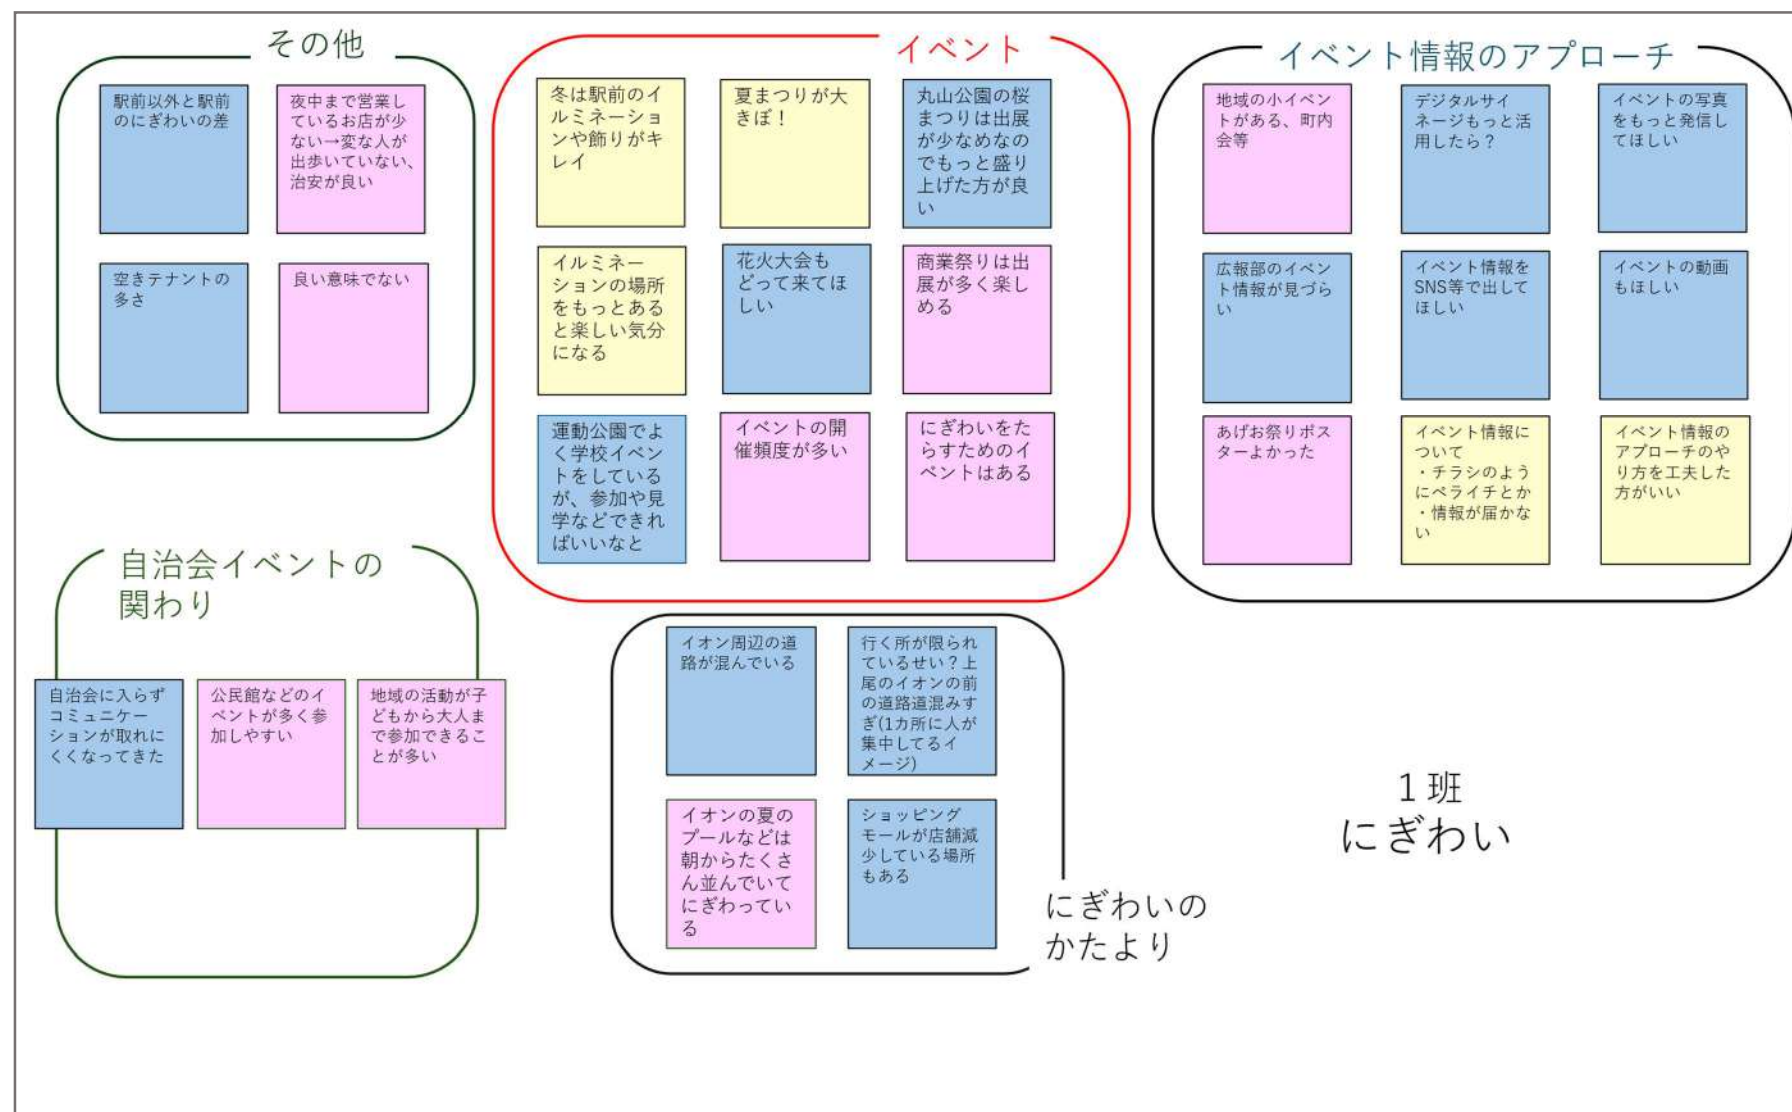 その他
駅前以外と駅前
のにぎわいの差
夜中まで営業し
ているお店が少
ない→変な人が
出歩いていない、
治安が良い
空きテナントの
多さ
良い意味でない
イベント
冬は駅前のイ
ルミネーショ
ンや飾りがキ
レイ
夏まつりが大
きぼ！
丸山公園の桜
まつりは出展
が少なめなの
でもっと盛り
上げた方が良
い
イルミネー
ションの場所
をもっとある
と楽しい気分
になる
花火大会も
どって来てほ
しい
商業祭りは出
展が多く楽し
める
運動公園でよ
く学校イベン
トをしている
が、参加や見
学などできれ
ばいいなと
イベントの開
催頻度が多い
にぎわいをた
らすためのイ
ベントはある
イベント情報のアプローチ
地域の小イベン
トがある、町内
会等
デジタルサイ
ネージもっと活
用したら？
イベントの写真
をもっと発信し
てほしい
広報部のイベン
ト情報が見づら
い
イベント情報を
SNS等で出して
ほしい
イベントの動画
もほしい
あげお祭りポス
ターよかった
イベント情報に
ついて
・チラシのよう
にペライチとか
・情報が届かな
い
イベント情報の
アプローチのや
り方を工夫した
方がいい
自治会イベントの
関わり
自治会に入らず
コミュニケー
ションが取れに
くくなってきた
公民館などのイ
ベントが多く参
加しやすい
地域の活動が子
どもから大人ま
で参加できるこ
とが多い
イオン周辺の道
路が混んでいる
行く所が限られ
ているせい？上
尾のイオンの前
の道路道混みす
ぎ(1カ所に人が
集中してるイ
メージ)
イオンの夏の
プールなどは
朝からたくさ
ん並んでいて
にぎわってい
る
ショッピング
モールが店舗減
少している場所
もある
にぎわいの
かたより
１班
にぎわい